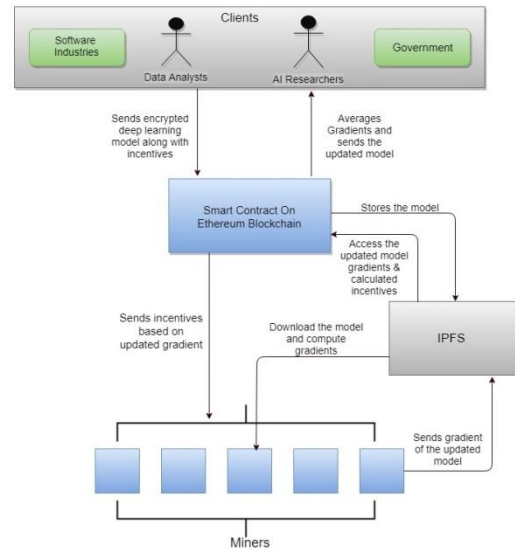 Clients
Software
Industries
Government
Data Analysts
AI Researchers
Sends encrypted
deep learning
model along with
incentives
Averages
Gradients and
sends the
updated model
Smart Contract On
Ethereum Blockchain
Stores the model
Access the
updated model
gradients &
calculated
incentives
Sends incentives
based on
updated gradient
Download the model
and compute
gradients
IPFS
Sends gradient
of the updated
model
Miners